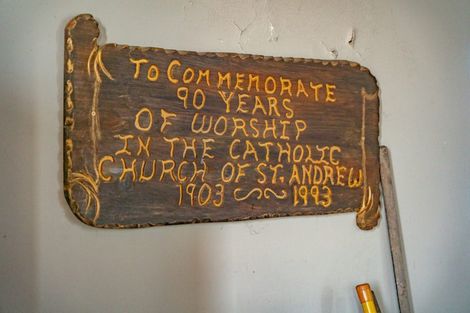 TO COMMEMORATE
90 YEARS
OF WORSHIP
IN THE CATHOLIC
CHURCH OF ST. ANDREW
1903 ~ 1993